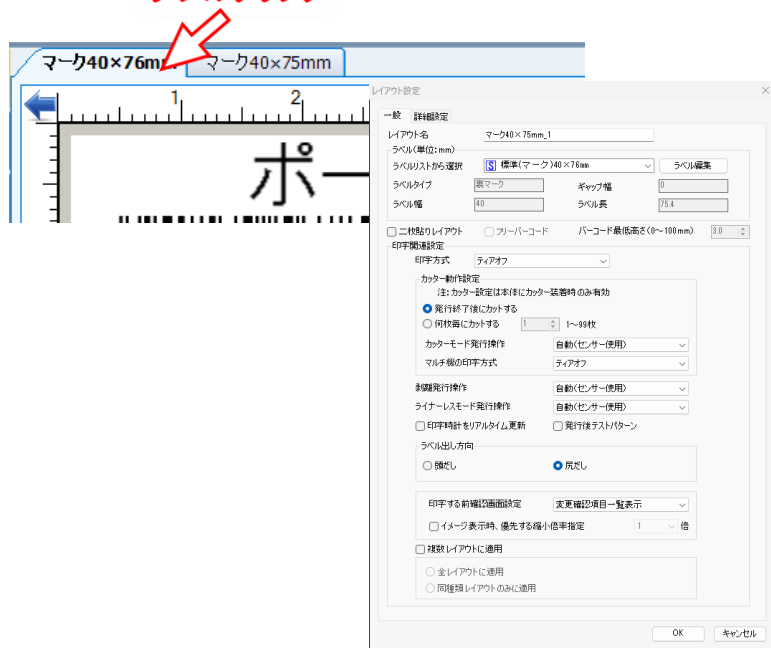 マーク40×76mm
マーク40×75mm
1
2
ポー
レイアウト設定
一般
詳細設定
レイアウト名
マーク40×75mm_1
ラベル(単位:mm)
ラベルリストから選択
S 標準(マーク)40×76mm
ラベル編集
ラベルタイプ
裏マーク
ギャップ幅
0
ラベル幅
40
ラベル長
75.4
二枚貼りレイアウト
フリーバーコード
バーコード最低高さ(0~100mm)
3.0
印字関連設定
印字方式
ティアオフ
カッター動作設定
注:カッター設定は本体にカッター装着時のみ有効
発行終了後にカットする
何枚毎にカットする
1
1~99枚
カッターモード発行操作
自動(センサー使用)
マルチ機の印字方式
ティアオフ
剥離発行操作
自動(センサー使用)
ライナーレスモード発行操作
自動(センサー使用)
印字時計をリアルタイム更新
発行後テストパターン
ラベル出し方向
頭だし
尻だし
印字する前確認画面設定
変更確認項目一覧表示
イメージ表示時、優先する縮小倍率指定
1
倍
複数レイアウトに適用
全レイアウトに適用
同種類レイアウトのみに適用
OK
キャンセル